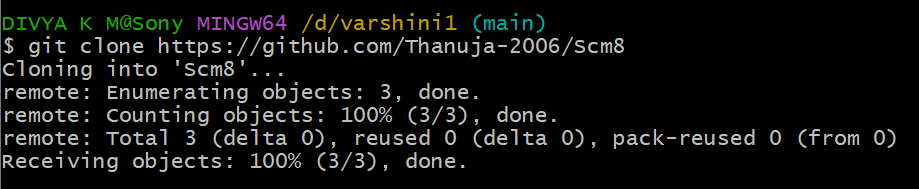 DIVYA K M@Sony MINGW64 /d/varshini1 (main)
$ git clone https://github.com/Thanuja-2006/Scm8
Cloning into 'Scm8'...
remote: Enumerating objects: 3, done.
remote: Counting objects: 100% (3/3), done.
remote: Total 3 (delta 0), reused 0 (delta 0), pack-reused 0 (from 0)
Receiving objects: 100% (3/3), done.